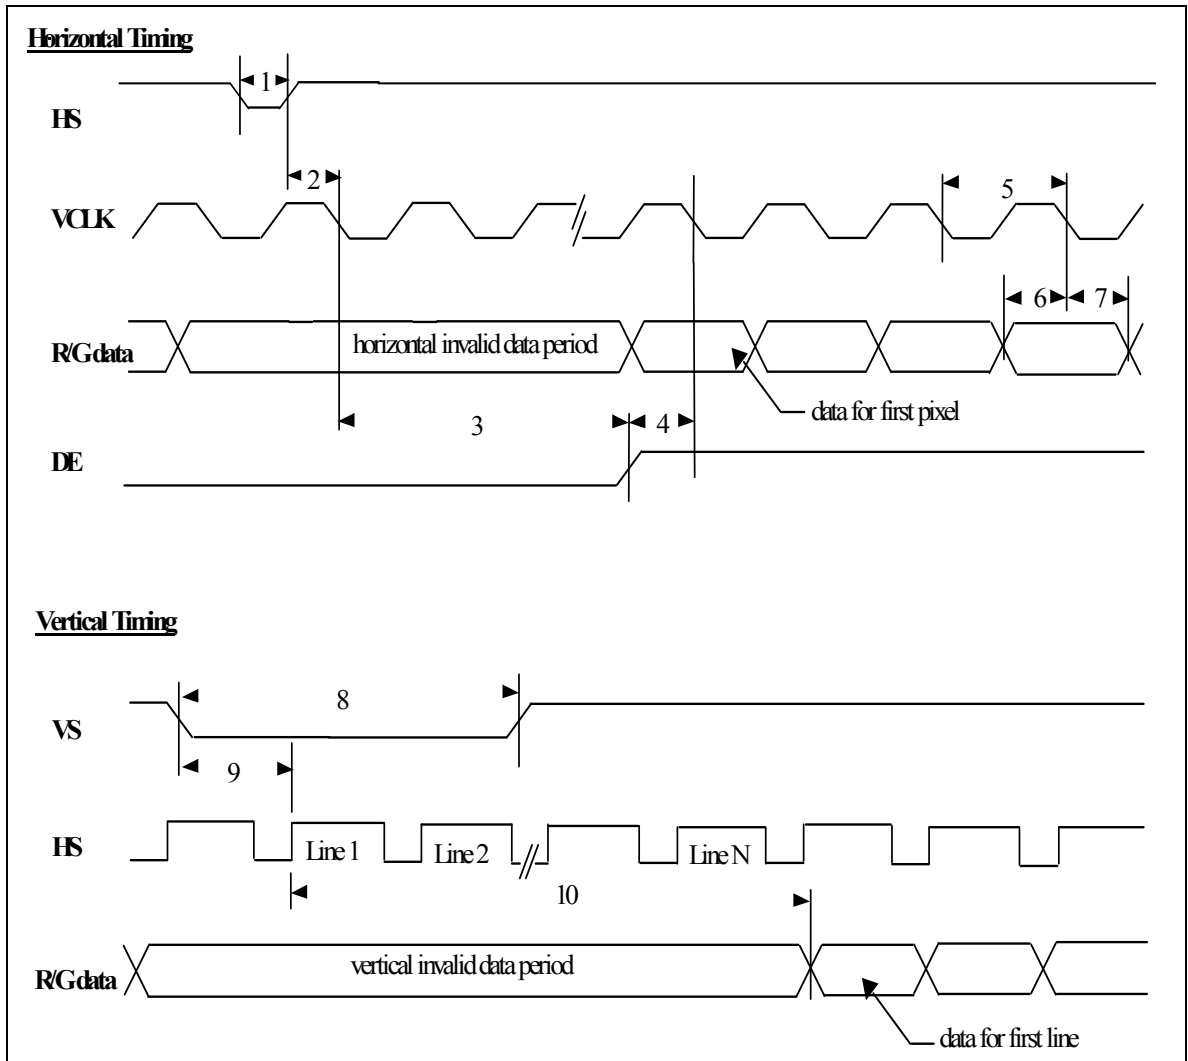 Horizontal Timing
1
HS
2
5
VCLK
6 7
R/G data
horizontal invalid data period
data for first pixel
3 4
DE
Vertical Timing
8
VS
9
HS
Line 1 Line 2 Line N
10
R/G data
vertical invalid data period
data for first line